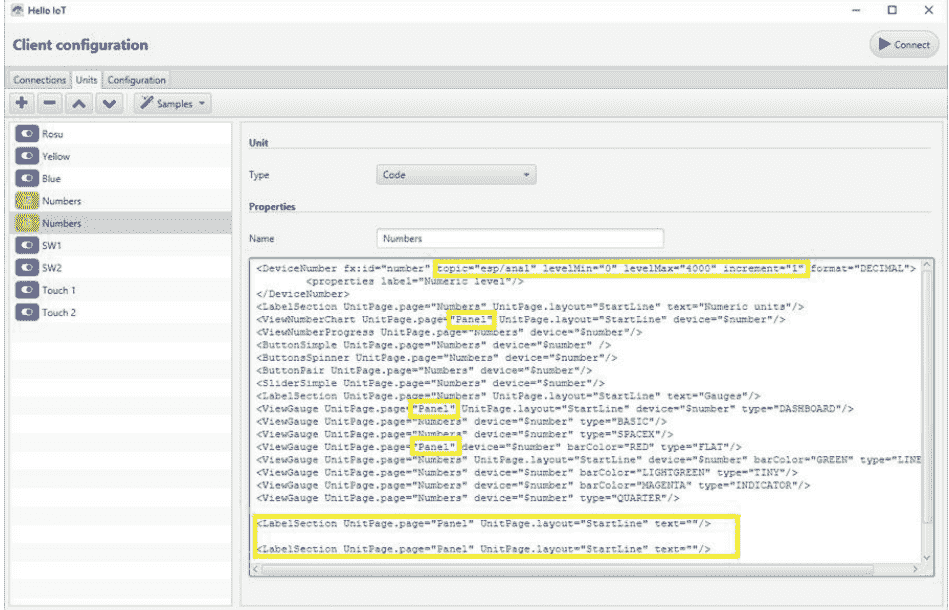 Hello IoT
Client configuration
Connect
Connections Units Configuration
Samples
Rosu
Yellow
Blue
Numbers
Numbers
SW1
SW2
Touch 1
Touch 2
Unit
Type Code
Properties
Name Numbers
<DeviceNumber fx:id="number" topic="esp/ana1" levelMin="0" levelMax="4000" increment="1" format="DECIMAL">
<properties label="Numeric level"/>
</DeviceNumber>
<LabelSection UnitPage.page="Numbers" UnitPage.layout="StartLine" text="Numeric units"/>
<ViewNumberChart UnitPage.page="Panel" UnitPage.layout="StartLine" device="$number"/>
<ViewNumberProgress UnitPage.page="Numbers" device="$number"/>
<ButtonSimple UnitPage.page="Numbers" device="$number" />
<ButtonsSpinner UnitPage.page="Numbers" device="$number"/>
<ButtonPair UnitPage.page="Numbers" device="$number"/>
<SliderSimple UnitPage.page="Numbers" device="$number"/>
<LabelSection UnitPage.page="Numbers" UnitPage.layout="StartLine" text="Gauges"/>
<ViewGauge UnitPage.page="Panel" UnitPage.layout="StartLine" device="$number" type="DASHBOARD"/>
<ViewGauge UnitPage.page="Numbers" device="$number" type="BASIC"/>
<ViewGauge UnitPage.page="Numbers" device="$number" type="SPACEX"/>
<ViewGauge UnitPage.page="Panel" device="$number" barColor="RED" type="FLAT"/>
<ViewGauge UnitPage.page="Numbers" UnitPage.layout="StartLine" device="$number" barColor="GREEN" type="LINE
<ViewGauge UnitPage.page="Numbers" device="$number" barColor="LIGHTGREEN" type="TINY"/>
<ViewGauge UnitPage.page="Numbers" device="$number" barColor="MAGENTA" type="INDICATOR"/>
<ViewGauge UnitPage.page="Numbers" device="$number" type="QUARTER"/>
<LabelSection UnitPage.page="Panel" UnitPage.layout="StartLine" text=""/>
<LabelSection UnitPage.page="Panel" UnitPage.layout="StartLine" text=""/>